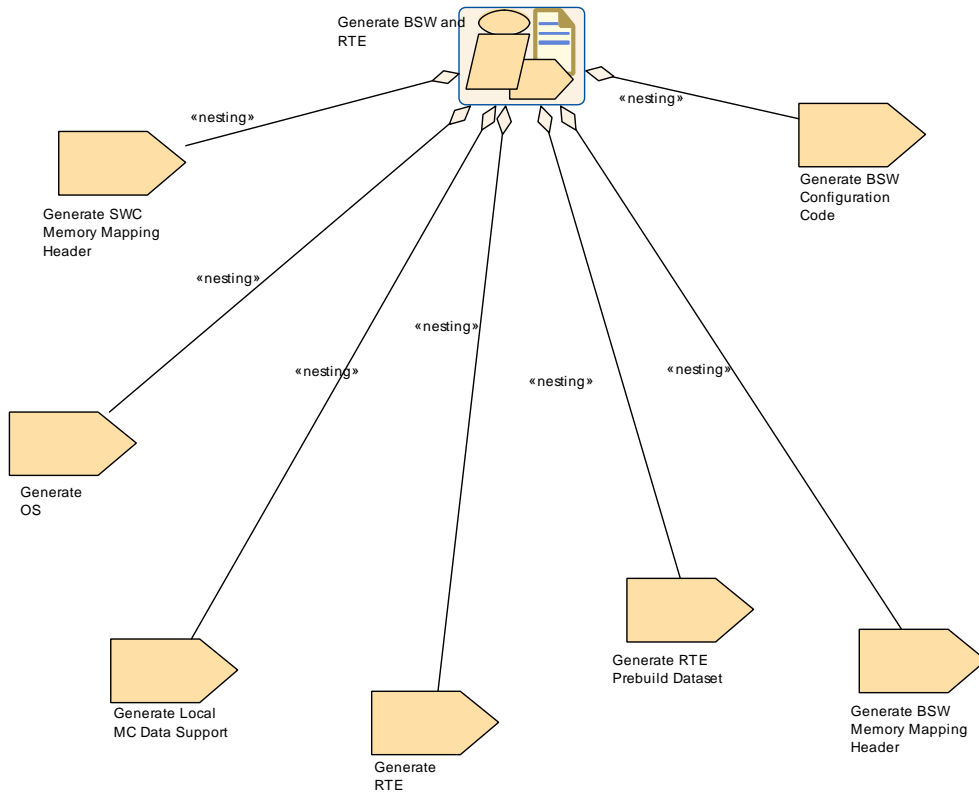 Generate BSW and
RTE
«nesting»
«nesting»
Generate BSW
Configuration
Code
Generate SWC
Memory Mapping
Header
«nesting»
«nesting»
«nesting»
«nesting»
«nesting»
Generate
OS
Generate RTE
Prebuild Dataset
Generate Local
MC Data Support
Generate BSW
Memory Mapping
Header
Generate
RTE